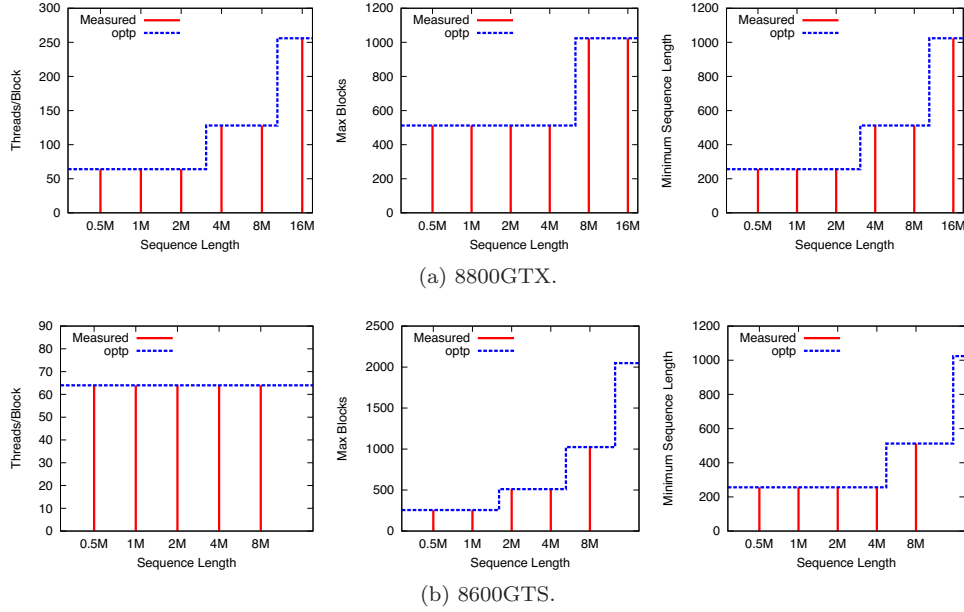 Measured
optp
300
250
200
150
100
50
0
Threads/Block
0.5M 1M 2M 4M 8M 16M
Sequence Length
Measured
optp
1200
1000
800
600
400
200
0
Max Blocks
0.5M 1M 2M 4M 8M 16M
Sequence Length
Measured
optp
1200
1000
800
600
400
200
0
Minimum Sequence Length
0.5M 1M 2M 4M 8M 16M
Sequence Length
(a) 8800GTX.
Measured
optp
90
80
70
60
50
40
30
20
10
0
Threads/Block
0.5M 1M 2M 4M 8M
Sequence Length
Measured
optp
2500
2000
1500
1000
500
0
Max Blocks
0.5M 1M 2M 4M 8M
Sequence Length
Measured
optp
1200
1000
800
600
400
200
0
Minimum Sequence Length
0.5M 1M 2M 4M 8M
Sequence Length
(b) 8600GTS.